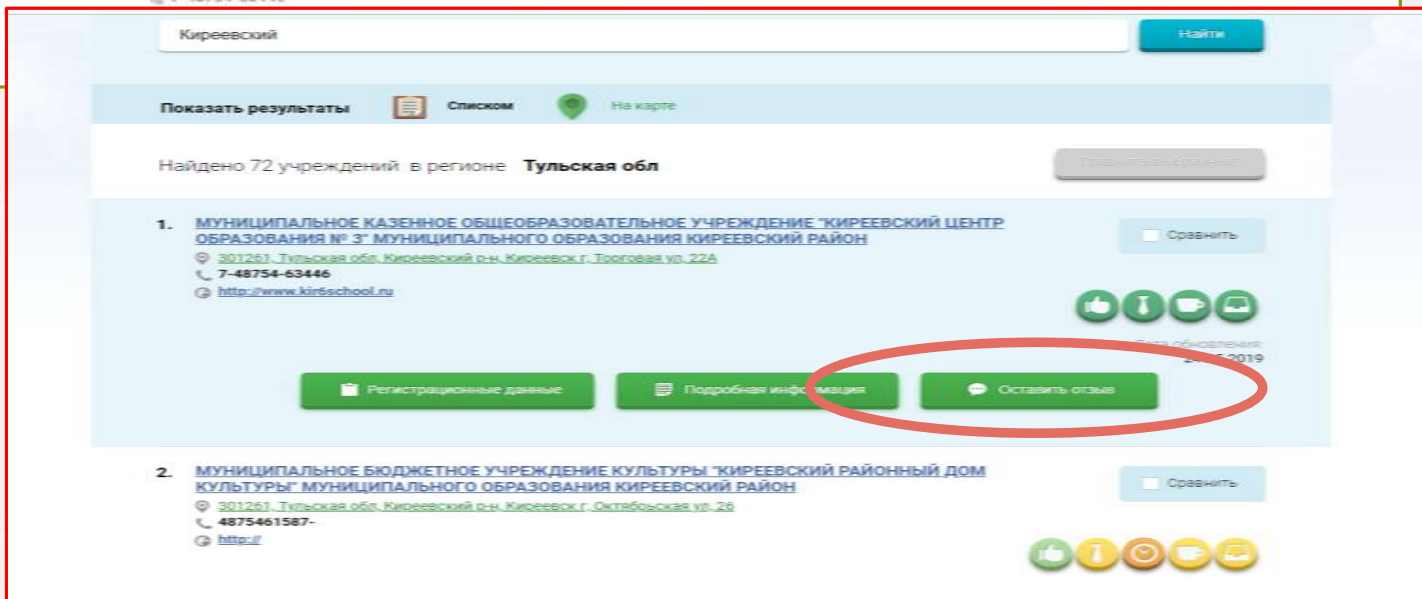 Киреевский
Найти
Показать результаты Списком На карте
Найдено 72 учреждений в регионе Тульская обл
1. МУНИЦИПАЛЬНОЕ КАЗЕННОЕ ОБЩЕОБРАЗОВАТЕЛЬНОЕ УЧРЕЖДЕНИЕ "КИРЕЕВСКИЙ ЦЕНТР
ОБРАЗОВАНИЯ № 3" МУНИЦИПАЛЬНОГО ОБРАЗОВАНИЯ КИРЕЕВСКИЙ РАЙОН
Сравнить
301261, Тульская обл, Киреевский р-н, Киреевск г, Торговая ул, 22А
7-48754-63446
http://www.kir6school.ru
обновления:
2019
Регистрационные данные Подробная информация Оставить отзыв
2. МУНИЦИПАЛЬНОЕ БЮДЖЕТНОЕ УЧРЕЖДЕНИЕ КУЛЬТУРЫ "КИРЕЕВСКИЙ РАЙОННЫЙ ДОМ
КУЛЬТУРЫ" МУНИЦИПАЛЬНОГО ОБРАЗОВАНИЯ КИРЕЕВСКИЙ РАЙОН
Сравнить
301261, Тульская обл, Киреевский р-н, Киреевск г, Октябрьская ул, 26
4875461587-
http://